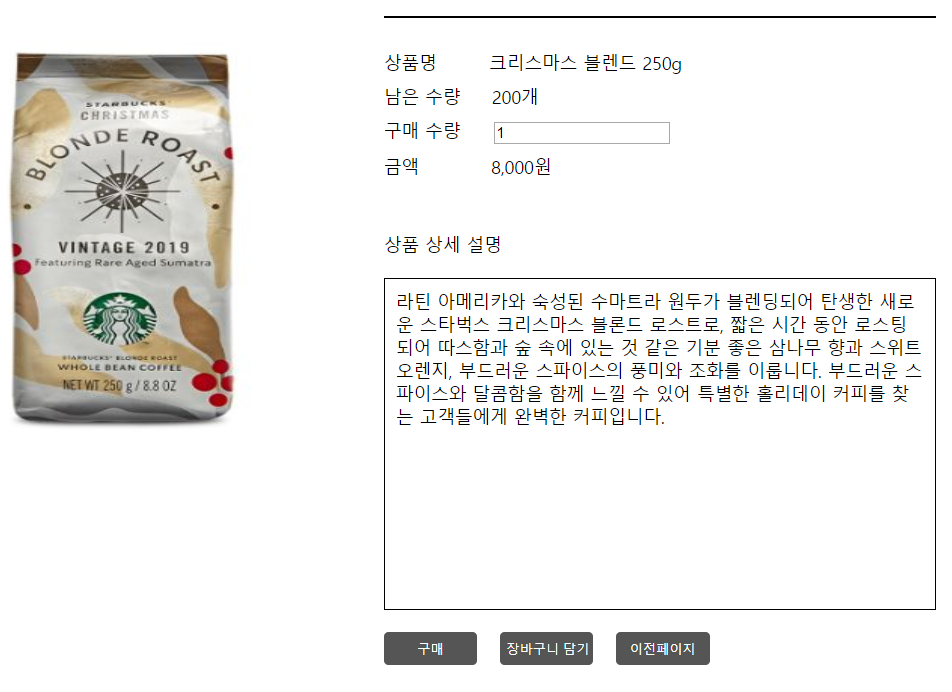 STARBUCKS
CHRISTMAS
BLONDE ROAST
VINTAGE 2019
Featuring Rare Aged Sumatra
STARBUCKS® BLONDE ROAST
WHOLE BEAN COFFEE
NET WT 250 g / 8.8 OZ
상품명 크리스마스 블렌드 250g
남은 수량 200개
구매 수량 1
금액 8,000원
상품 상세 설명
라틴 아메리카와 숙성된 수마트라 원두가 블렌딩되어 탄생한 새로
운 스타벅스 크리스마스 블론드 로스트로, 짧은 시간 동안 로스팅
되어 따스함과 숲 속에 있는 것 같은 기분 좋은 삼나무 향과 스위트
오렌지, 부드러운 스파이스의 풍미와 조화를 이룹니다. 부드러운 스
파이스와 달콤함을 함께 느낄 수 있어 특별한 홀리데이 커피를 찾
는 고객들에게 완벽한 커피입니다.
구매 장바구니 담기 이전페이지